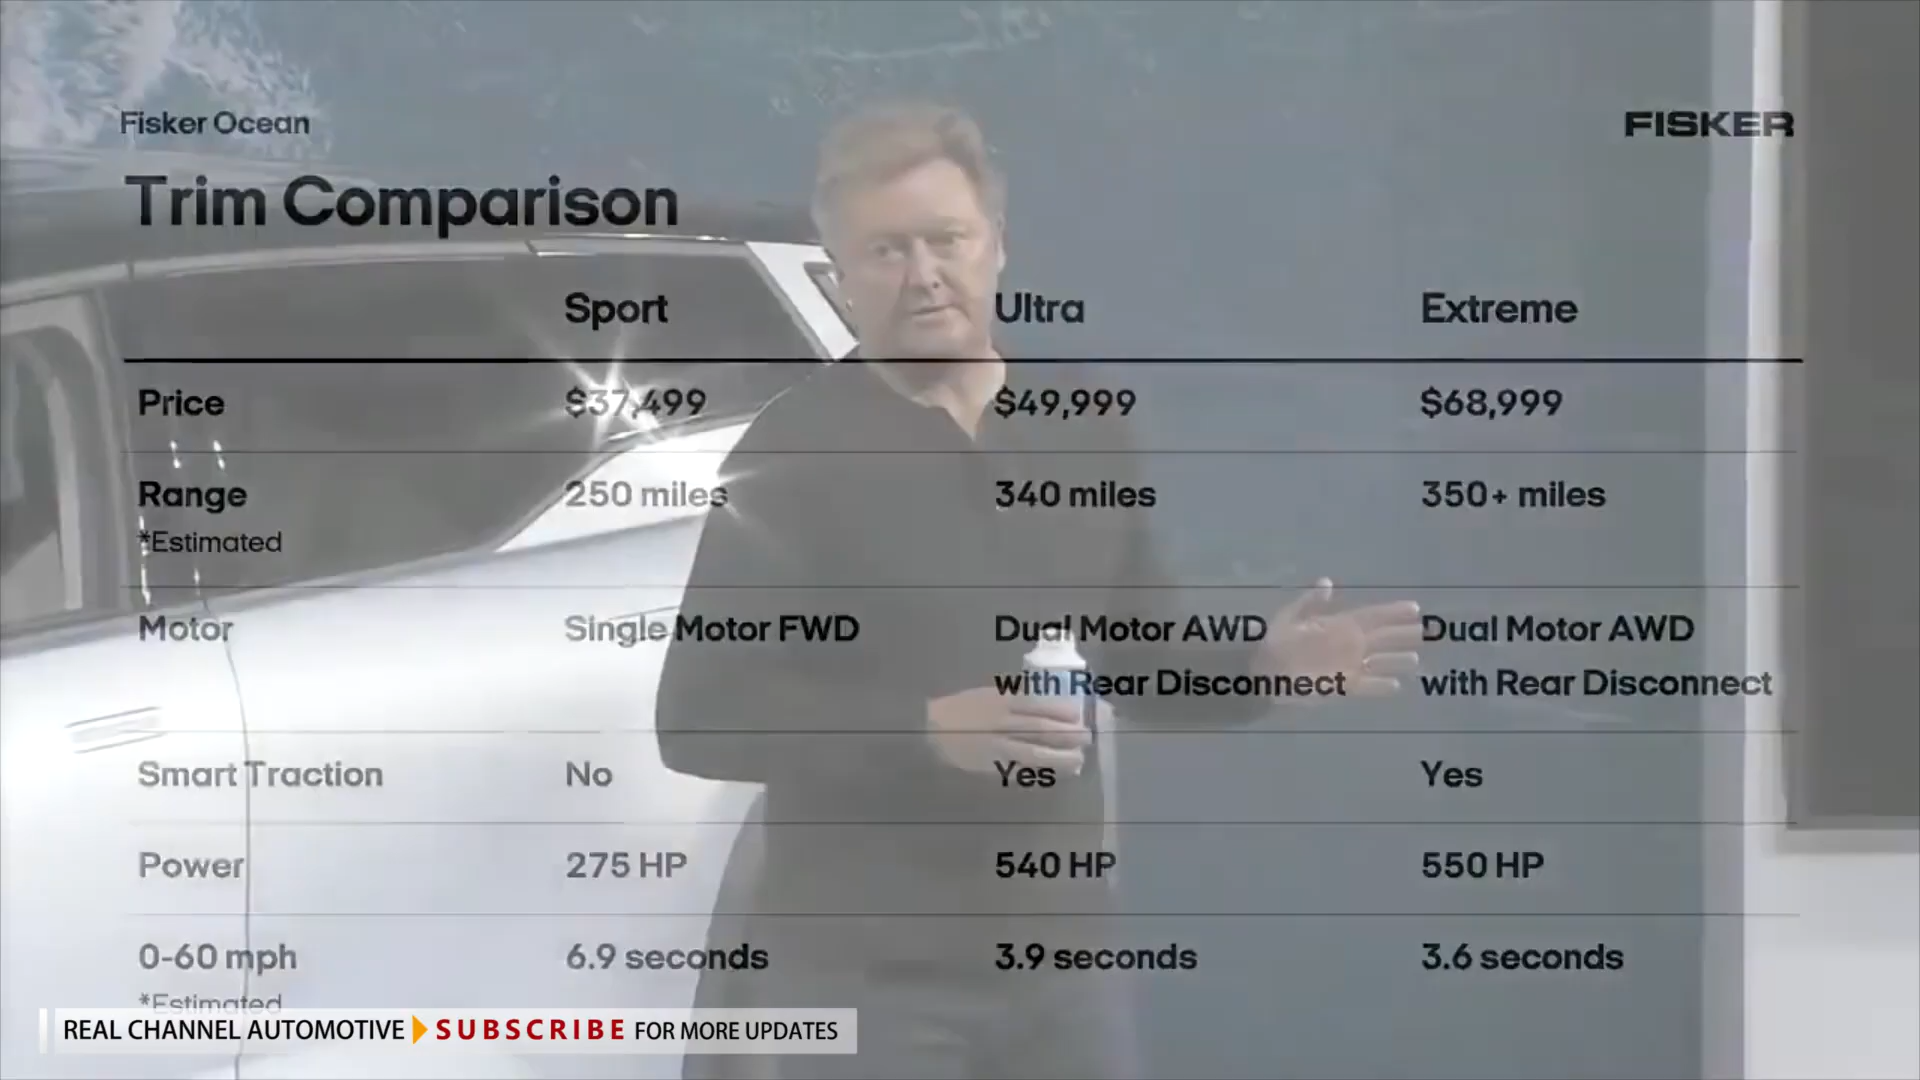 Fisker Ocean
FISKER
Trim Comparison
Sport Ultra Extreme
Price $37,499 $49,999 $68,999
Range 250 miles 340 miles 350+ miles
*Estimated
Motor Single Motor FWD Dual Motor AWD Dual Motor AWD
with Rear Disconnect with Rear Disconnect
Smart Traction No Yes Yes
Power 275 HP 540 HP 550 HP
0-60 mph 6.9 seconds 3.9 seconds 3.6 seconds
*Estimated
REAL CHANNEL AUTOMOTIVE SUBSCRIBE FOR MORE UPDATES